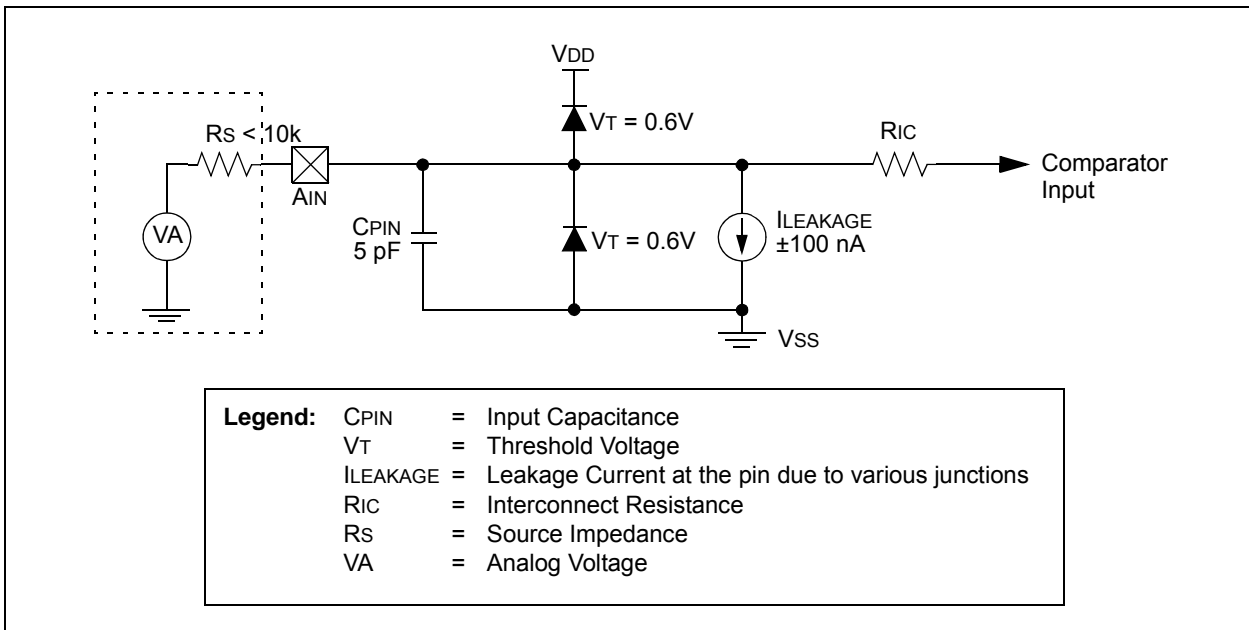 VDD
VT = 0.6V
RS < 10k
RIC
AIN
Comparator
Input
VA
CPIN
5 pF
VT = 0.6V
ILEAKAGE
±100 nA
VSS
Legend: CPIN = Input Capacitance
VT = Threshold Voltage
ILEAKAGE = Leakage Current at the pin due to various junctions
RIC = Interconnect Resistance
RS = Source Impedance
VA = Analog Voltage